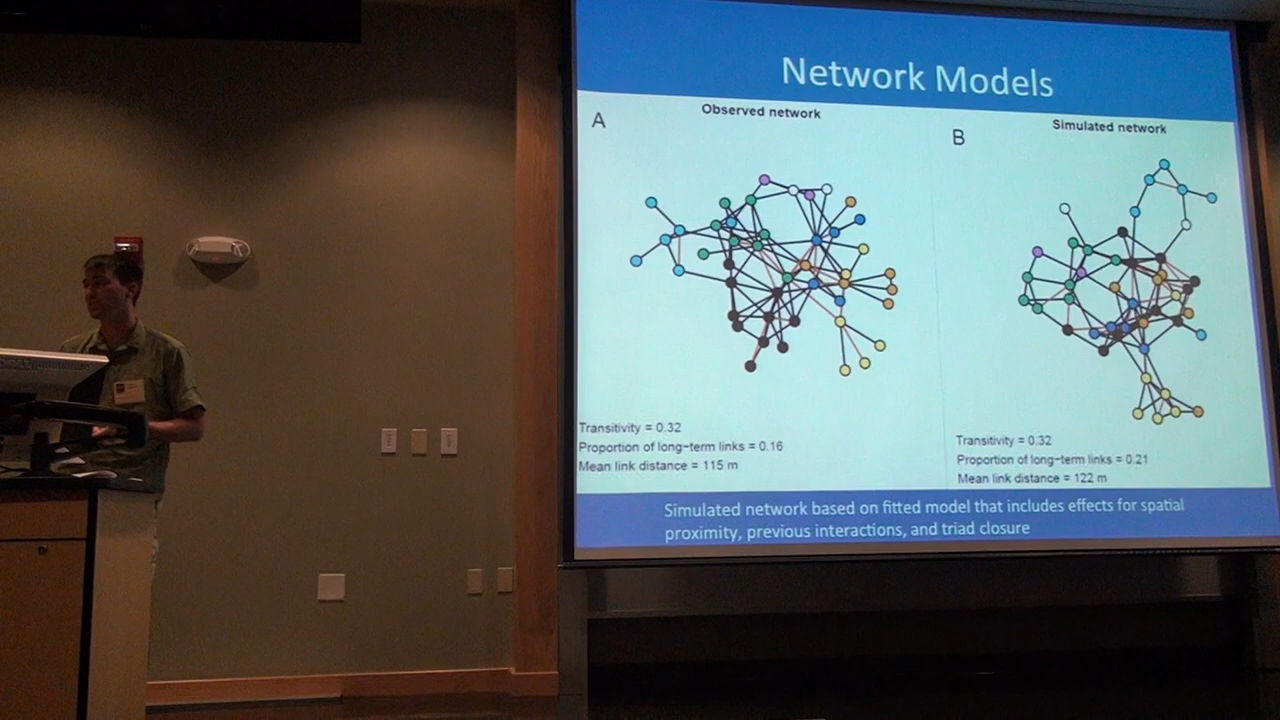 Network Models
A
Observed network
B
Simulated network
Transitivity = 0.32
Proportion of long-term links = 0.16
Mean link distance = 115 m
Transitivity = 0.32
Proportion of long-term links = 0.21
Mean link distance = 122 m
Simulated network based on fitted model that includes effects for spatial
proximity, previous interactions, and triad closure